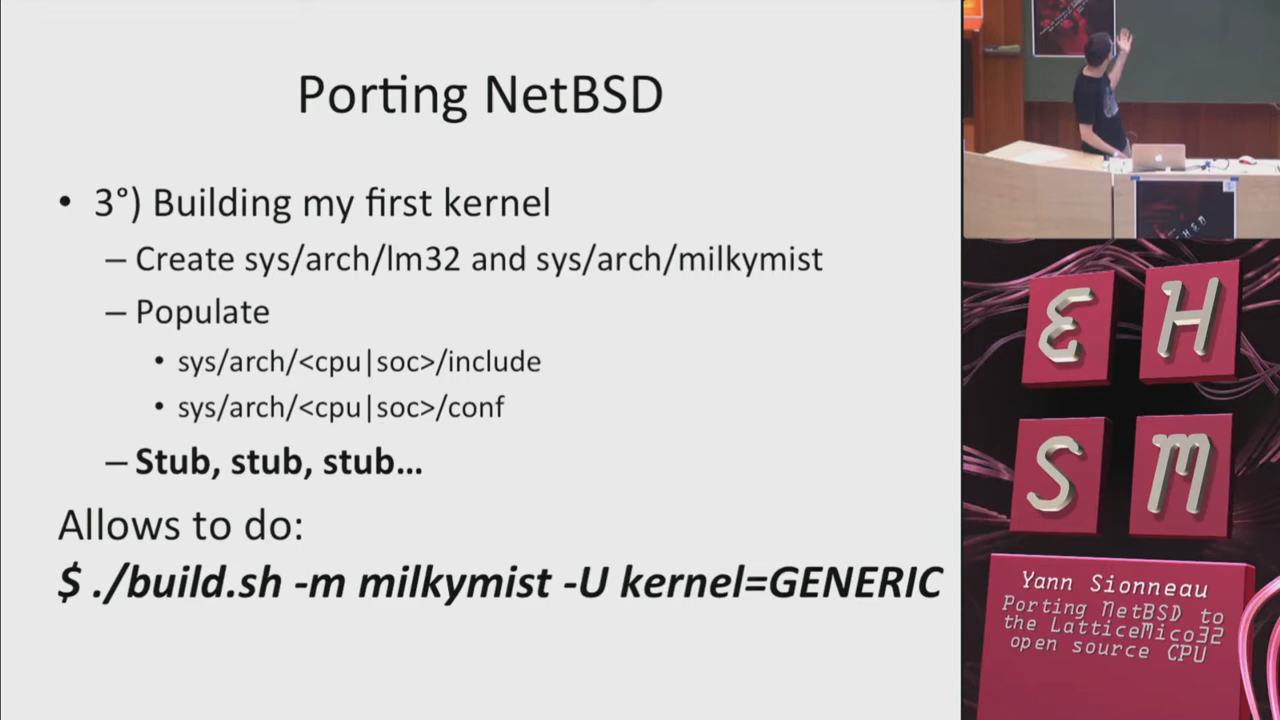 Porting NetBSD
• 3°) Building my first kernel
– Create sys/arch/lm32 and sys/arch/milkymist
– Populate
• sys/arch/<cpu|soc>/include
• sys/arch/<cpu|soc>/conf
– Stub, stub, stub...
Allows to do:
$ ./build.sh -m milkymist -U kernel=GENERIC
E H
S M
Yann Sionneau
Porting NetBSD to
the LatticeMico32
open source CPU